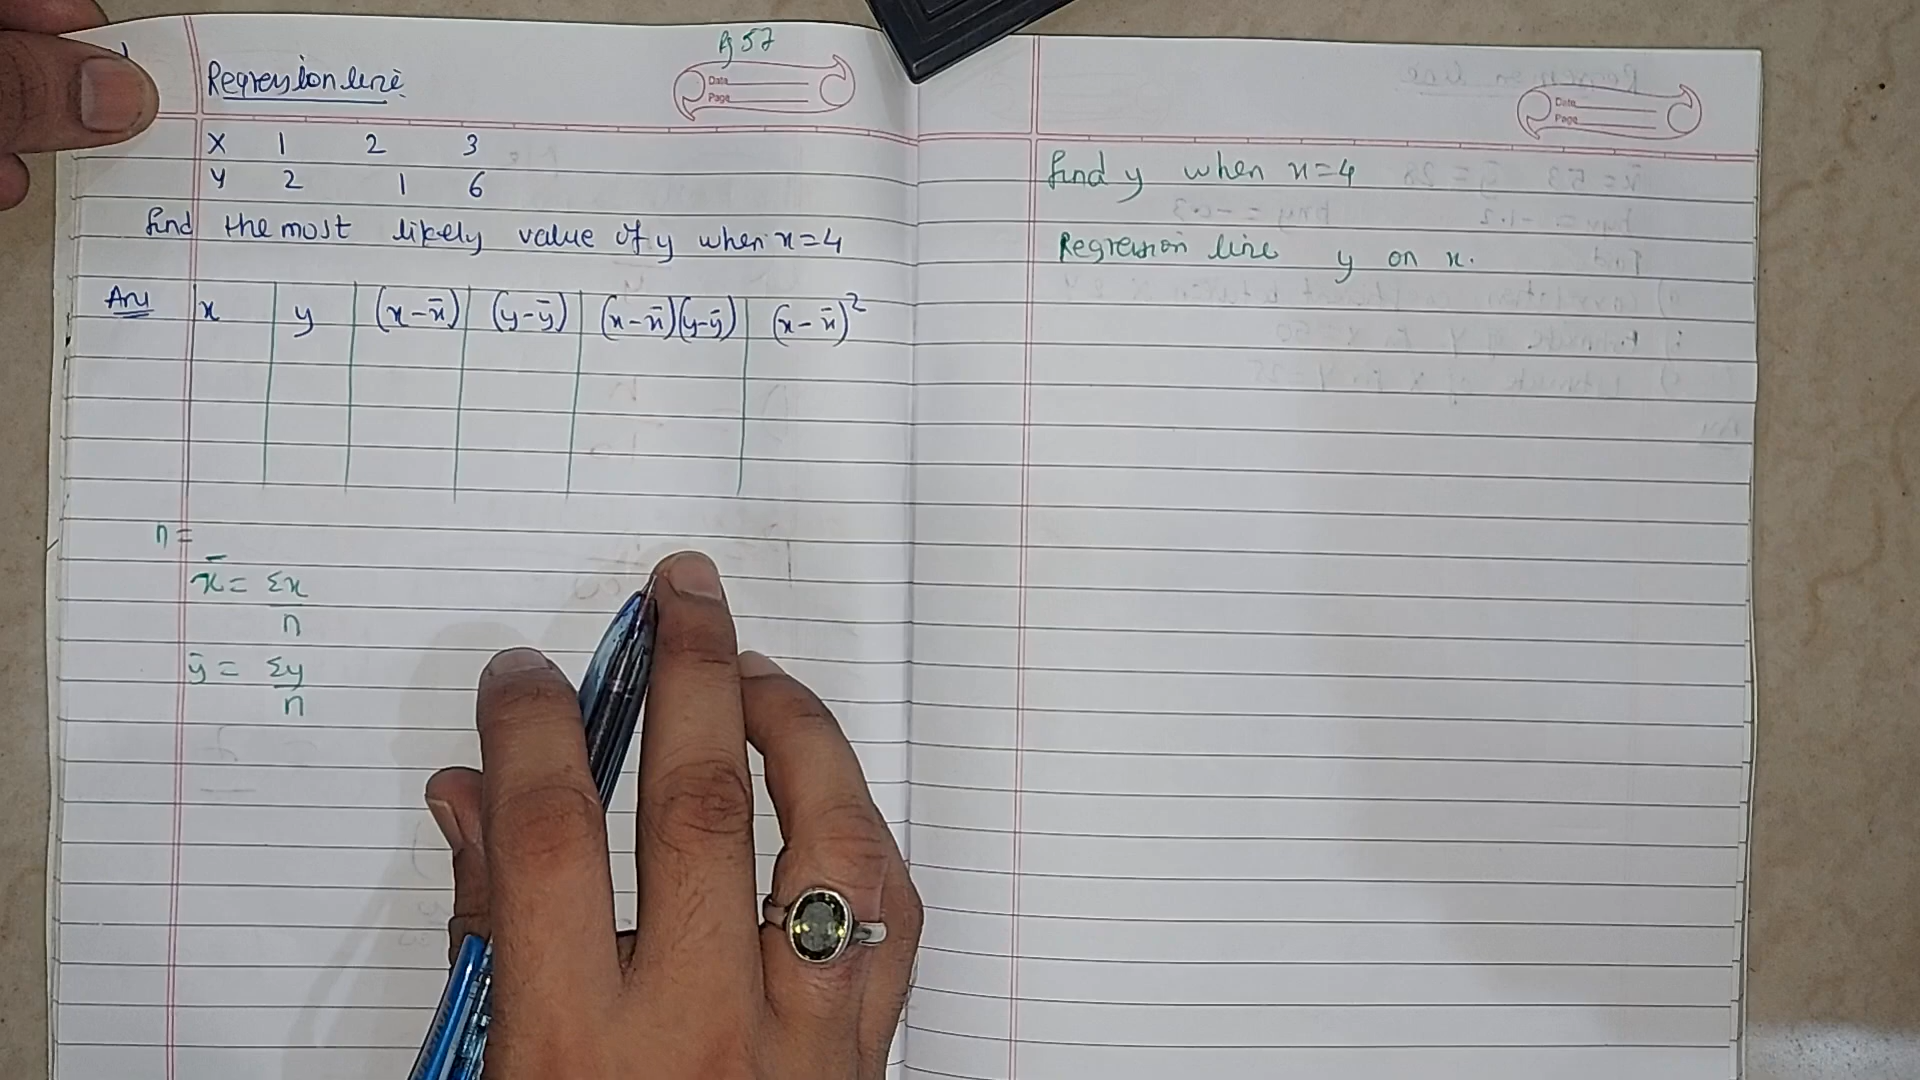 Pg 57
Regression line
Date
Page
X 1 2 3
Y 2 1 6
find the most likely value of y when x=4
Ans x y (x-x̄) (y-ȳ) (x-x̄)(y-ȳ) (x-x̄)²
n=
x̄ = Σx
n
ȳ = Σy
n
Date
Page
find y when x=4
Regression line y on x.